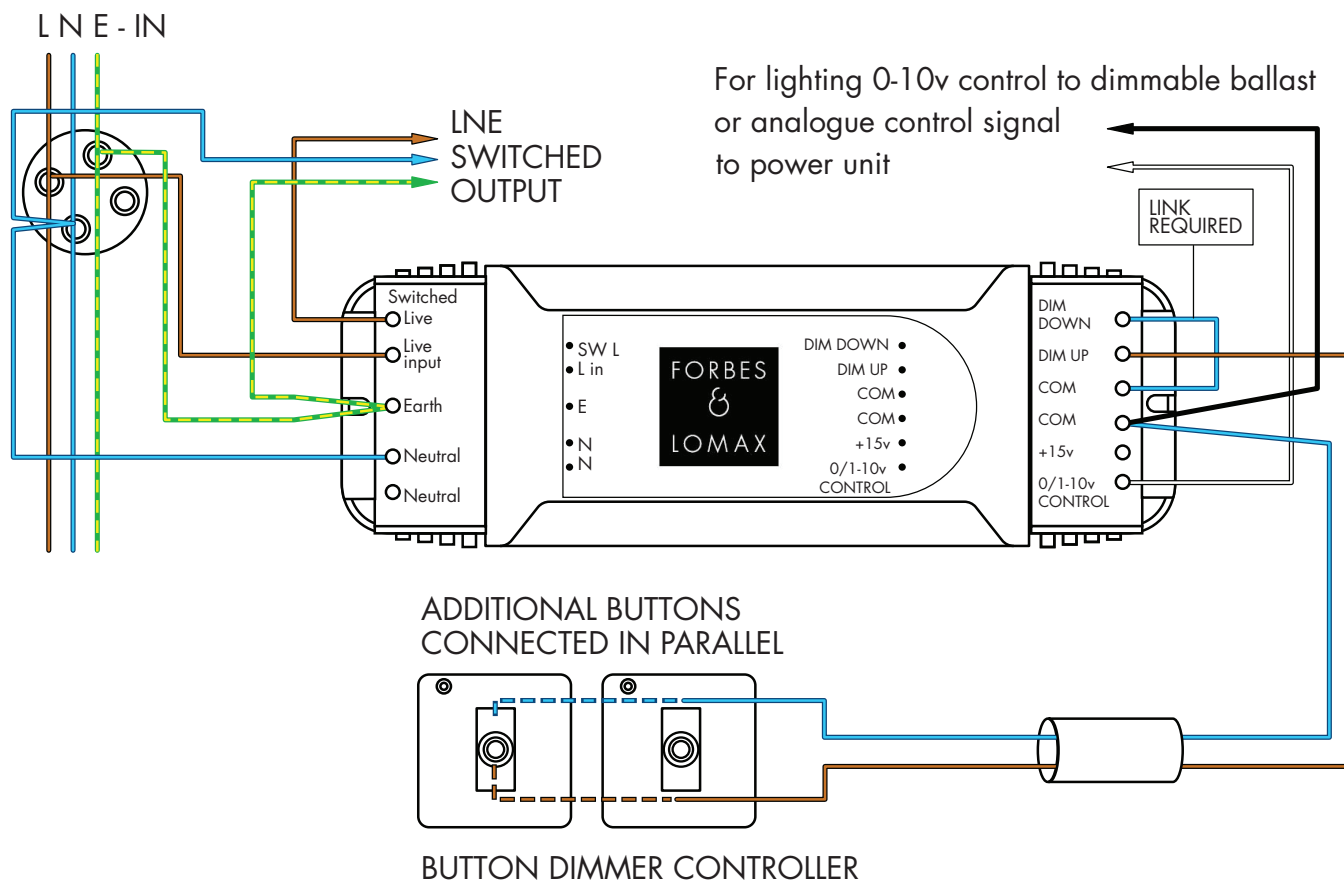 L N E - IN
For lighting 0-10v control to dimmable ballast
or analogue control signal
to power unit
LNE
SWITCHED
OUTPUT
LINK
REQUIRED
Switched
Live
Live
input
Earth
Neutral
Neutral
SW L
L in
E
N
N
FORBES
&
LOMAX
DIM DOWN
DIM UP
COM
COM
+15v
0/1-10v
CONTROL
DIM
DOWN
DIM UP
COM
COM
+15v
0/1-10v
CONTROL
ADDITIONAL BUTTONS
CONNECTED IN PARALLEL
BUTTON DIMMER CONTROLLER